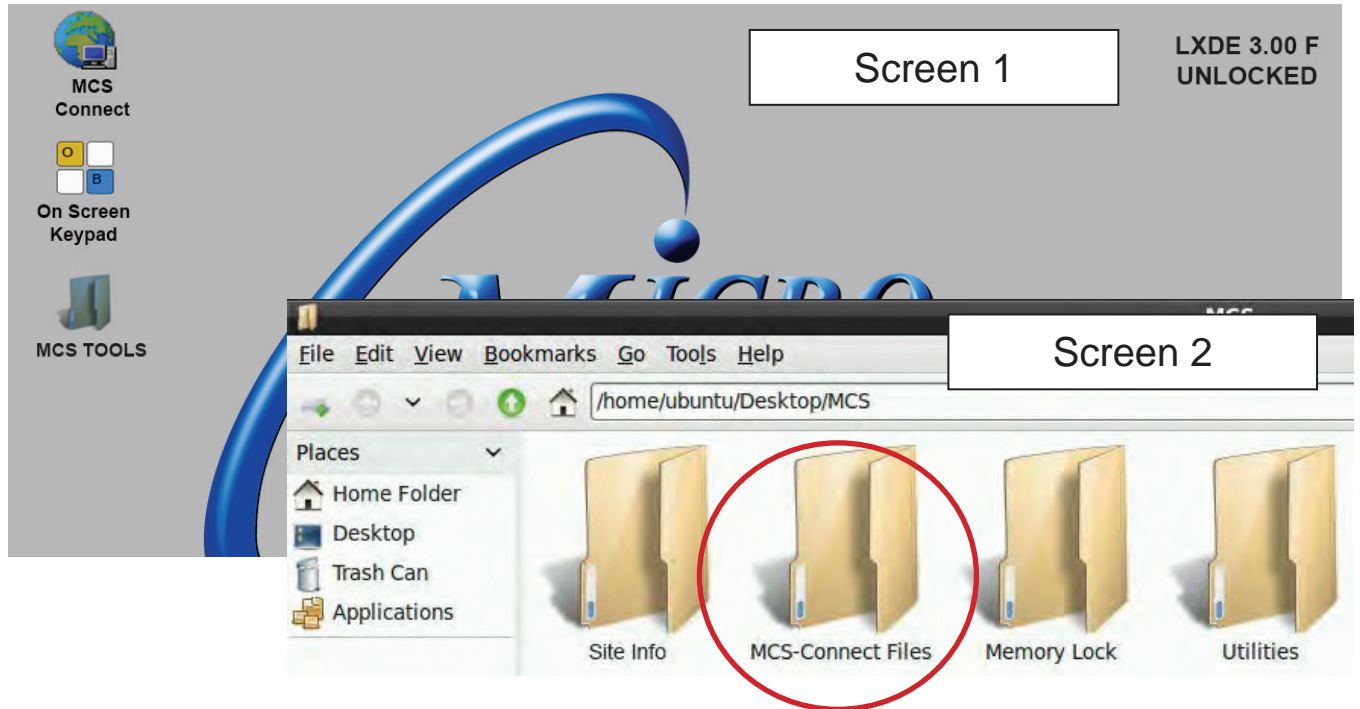 MCS
Connect
O
B
On Screen
Keypad
MCS TOOLS
Screen 1
LXDE 3.00 F
UNLOCKED
MICRO
Screen 2
File Edit View Bookmarks Go Tools Help
/home/ubuntu/Desktop/MCS
Places
Home Folder
Desktop
Trash Can
Applications
Site Info
MCS-Connect Files
Memory Lock
Utilities